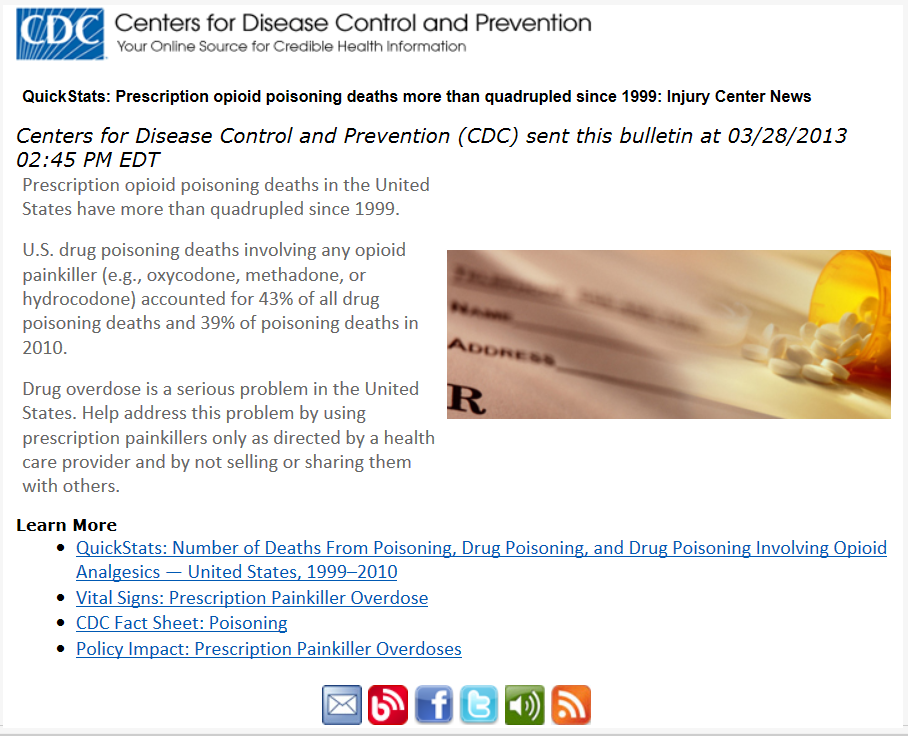 CDC
Centers for Disease Control and Prevention
Your Online Source for Credible Health Information
QuickStats: Prescription opioid poisoning deaths more than quadrupled since 1999: Injury Center News
Centers for Disease Control and Prevention (CDC) sent this bulletin at 03/28/2013
02:45 PM EDT
Prescription opioid poisoning deaths in the United
States have more than quadrupled since 1999.
U.S. drug poisoning deaths involving any opioid
painkiller (e.g., oxycodone, methadone, or
hydrocodone) accounted for 43% of all drug
poisoning deaths and 39% of poisoning deaths in
2010.
Drug overdose is a serious problem in the United
States. Help address this problem by using
prescription painkillers only as directed by a health
care provider and by not selling or sharing them
with others.
NAME
ADDRESS
R
Learn More
QuickStats: Number of Deaths From Poisoning, Drug Poisoning, and Drug Poisoning Involving Opioid
Analgesics — United States, 1999–2010
Vital Signs: Prescription Painkiller Overdose
CDC Fact Sheet: Poisoning
Policy Impact: Prescription Painkiller Overdoses